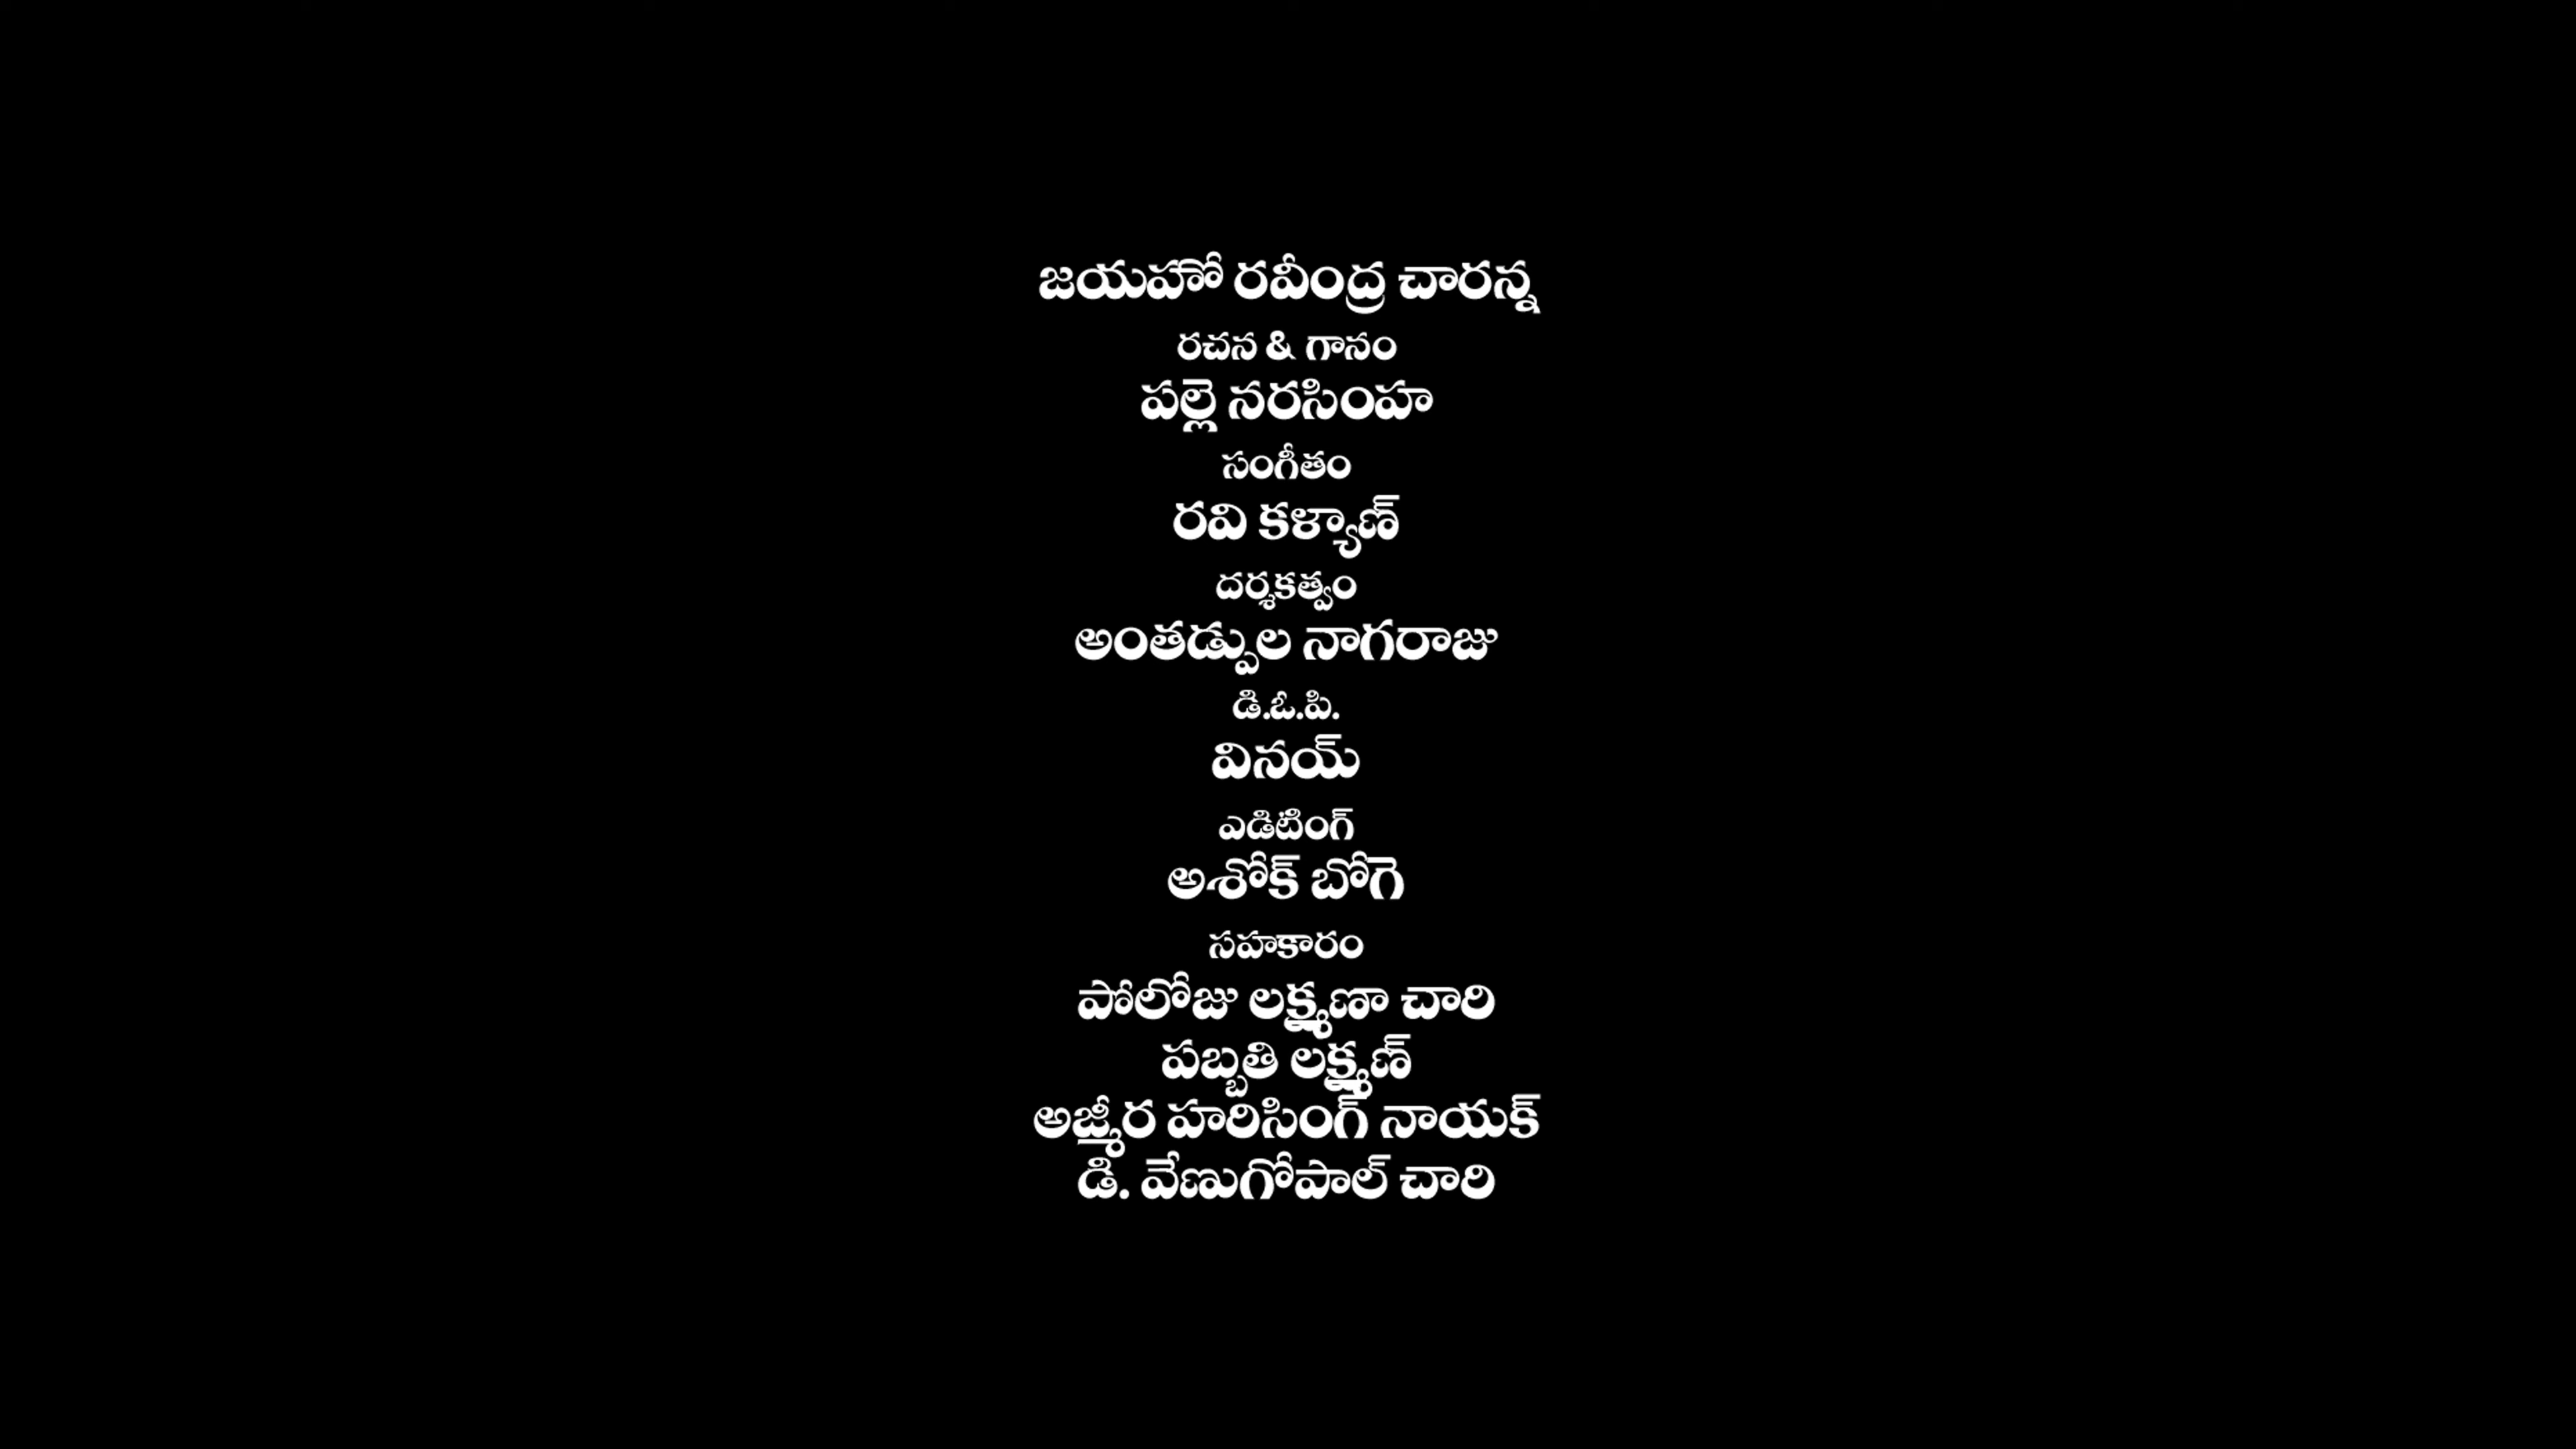 జయహో రవీంద్ర చారన్న
రచన & గానం
పల్లె నరసింహ
సంగీతం
రవి కళ్యాణ్
దర్శకత్వం
అంతడ్పుల నాగరాజు
డి.ఓ.పి.
వినయ్
ఎడిటింగ్
అశోక్ బోగె
సహకారం
పోలోజు లక్ష్మణా చారి
పబ్బతి లక్ష్మణ్
అజ్మీర హరిసింగ్ నాయక్
డి. వేణుగోపాల్ చారి